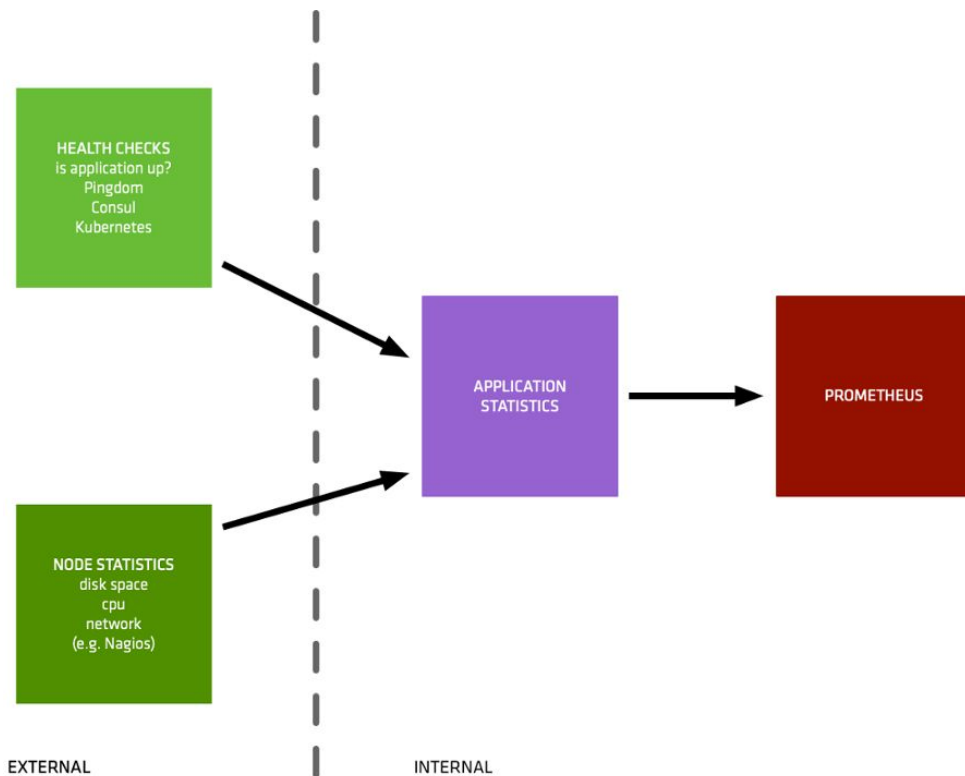 HEALTH CHECKS
is application up?
Pingdom
Consul
Kubernetes
APPLICATION
STATISTICS
PROMETHEUS
NODE STATISTICS
disk space
cpu
network
(e.g. Nagios)
EXTERNAL
INTERNAL